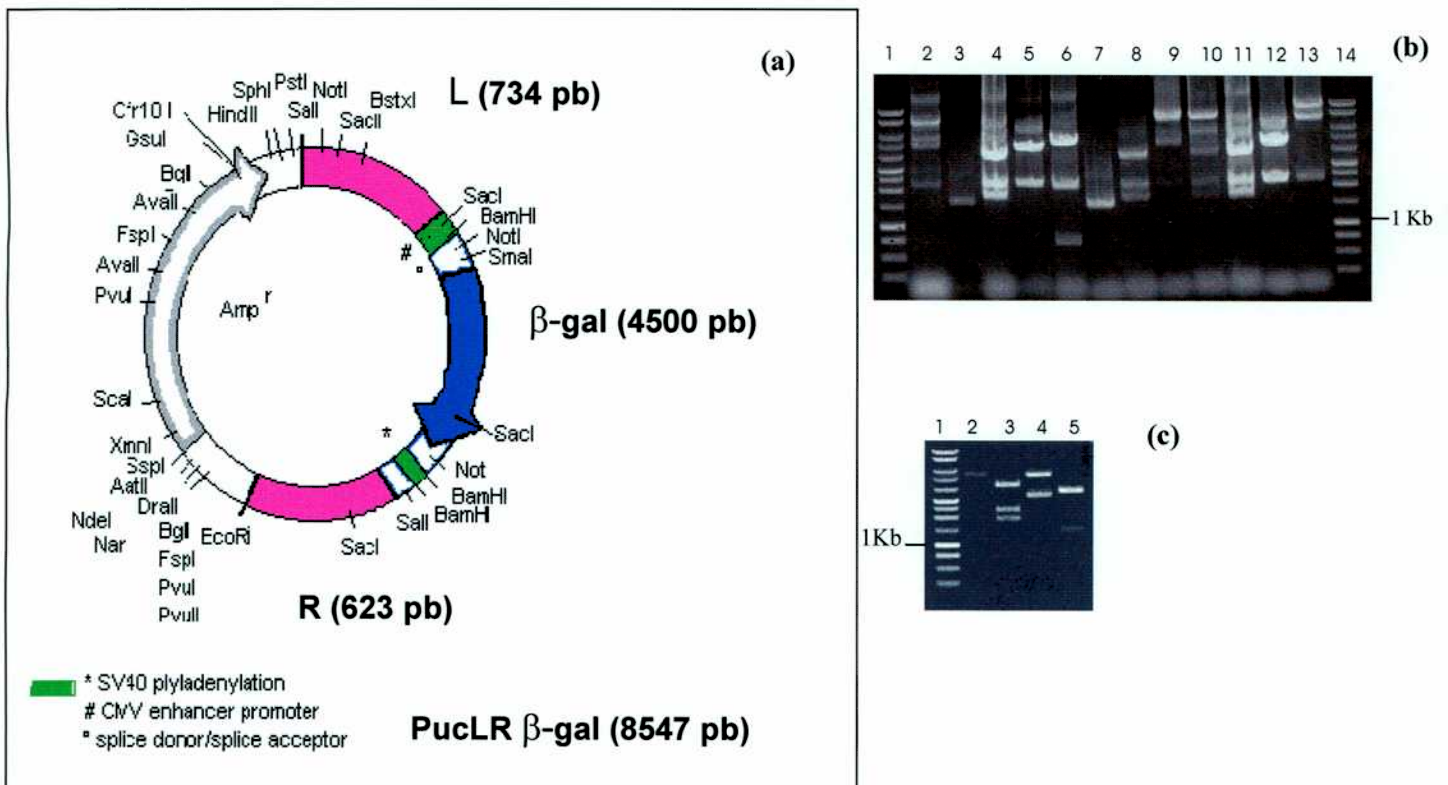 (a)
L (734 pb)
SphI
PstI
NotI
BstxI
HindII
SalI
SacII
Cfr10 I
GsuI
BglI
AvaII
FspI
AvaII
PvuI
Amp r
ScaI
XmnI
SspI
AatII
DraII
NdeI
BglI
EcoRi
Nar
FspI
PvuI
PvuII
SacI
BamHI
NotI
SmaI
#
°
β-gal (4500 pb)
*
SacI
Not
BamHI
BamHI
SalI
SacI
R (623 pb)
* SV40 plyladenylation
# CMV enhancer promoter
° splice donor/splice acceptor
PucLR β-gal (8547 pb)
1 2 3 4 5 6 7 8 9 10 11 12 13 14
(b)
1 Kb
1 2 3 4 5
(c)
1Kb